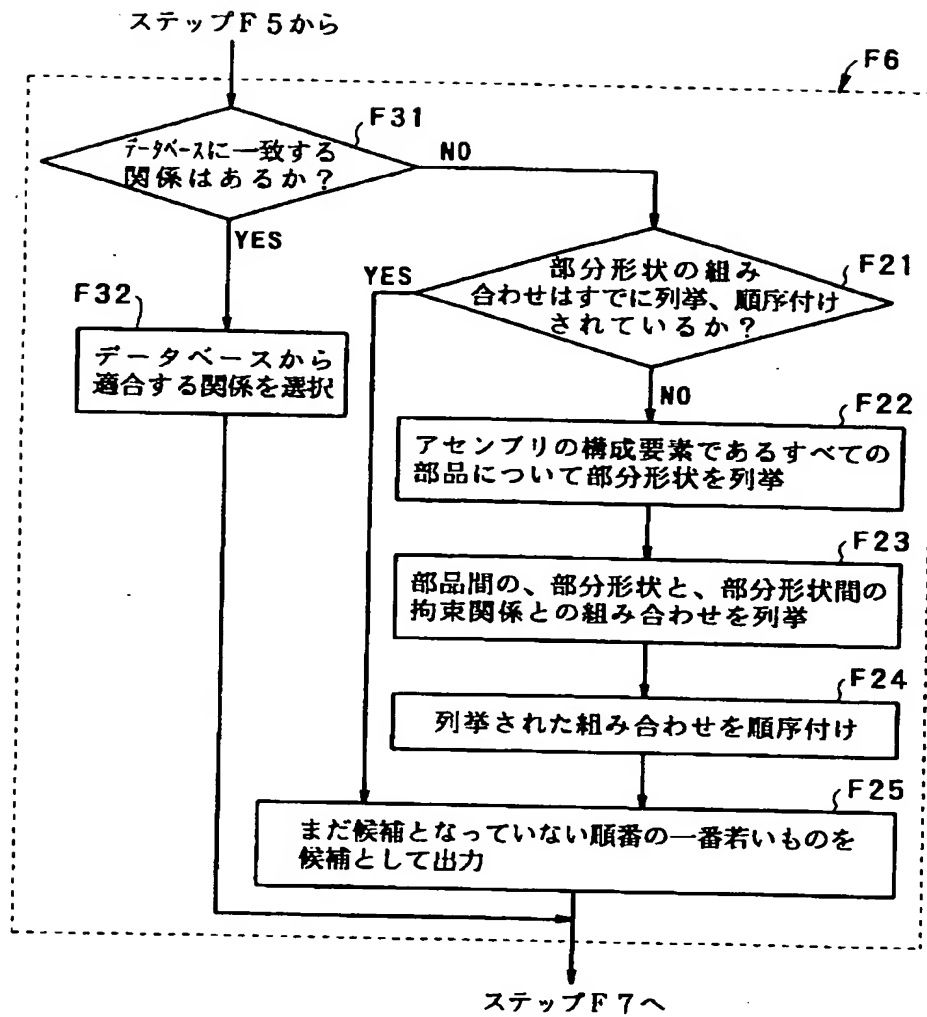 ステップF5から
F6
F31
データベースに一致する
関係はあるか？
NO
YES
F32
データベースから
適合する関係を選択
F21
部分形状の組み
合わせはすでに列挙、順序付け
されているか？
YES
NO
F22
アセンブリの構成要素であるすべての
部品について部分形状を列挙
F23
部品間の、部分形状と、部分形状間の
拘束関係との組み合わせを列挙
F24
列挙された組み合わせを順序付け
F25
まだ候補となっていない順番の一番若いものを
候補として出力
ステップF7へ